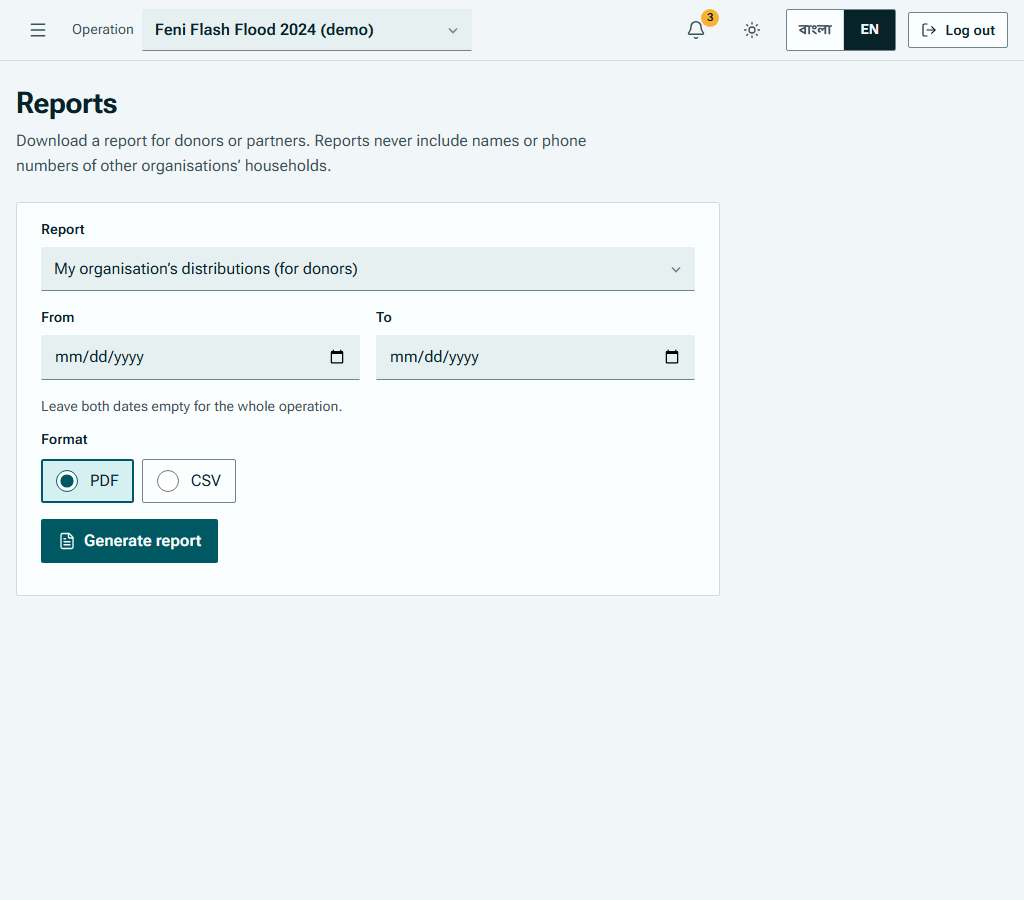 Operation
Feni Flash Flood 2024 (demo)
3
বাংলা
EN
Log out
Reports
Download a report for donors or partners. Reports never include names or phone
numbers of other organisations’ households.
Report
My organisation’s distributions (for donors)
From
To
mm/dd/yyyy
mm/dd/yyyy
Leave both dates empty for the whole operation.
Format
PDF
CSV
Generate report